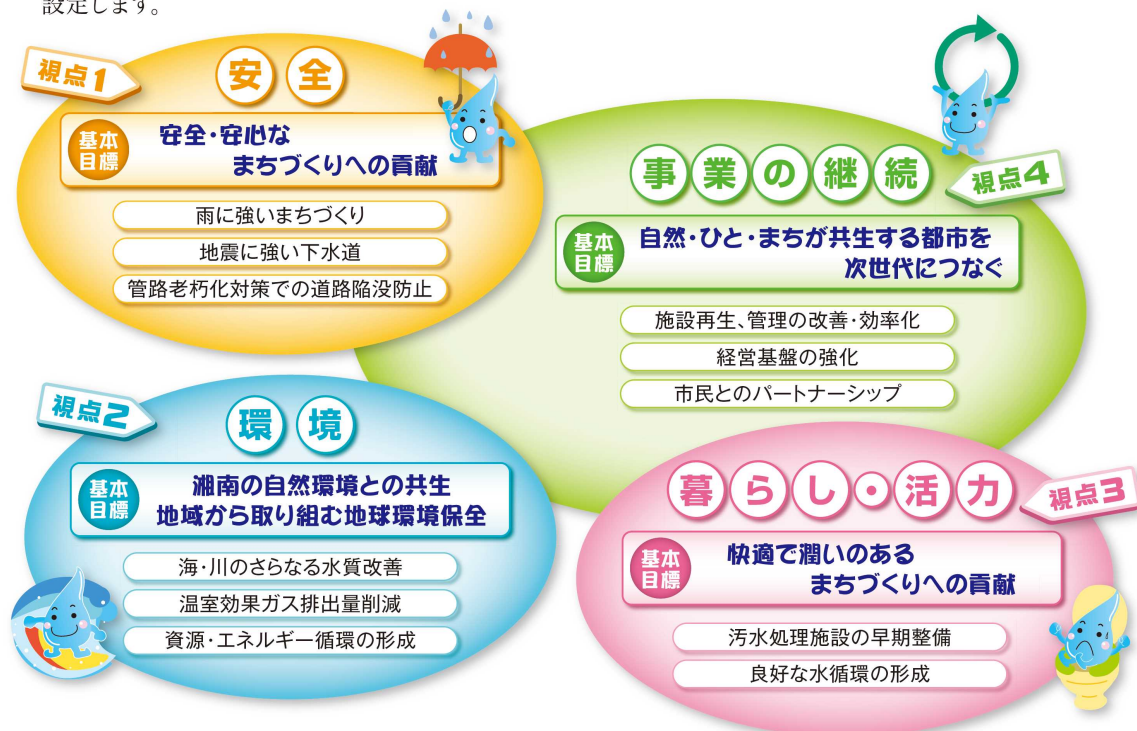 設定します。
視点1
安全
基本
目標
安全・安心な
まちづくりへの貢献
雨に強いまちづくり
地震に強い下水道
管路老朽化対策での道路陥没防止
視点2
環境
基本
目標
湘南の自然環境との共生
地域から取り組む地球環境保全
海・川のさらなる水質改善
温室効果ガス排出量削減
資源・エネルギー循環の形成
視点3
暮らし・活力
基本
目標
快適で潤いのある
まちづくりへの貢献
汚水処理施設の早期整備
良好な水循環の形成
視点4
事業の継続
基本
目標
自然・ひと・まちが共生する都市を
次世代につなぐ
施設再生、管理の改善・効率化
経営基盤の強化
市民とのパートナーシップ